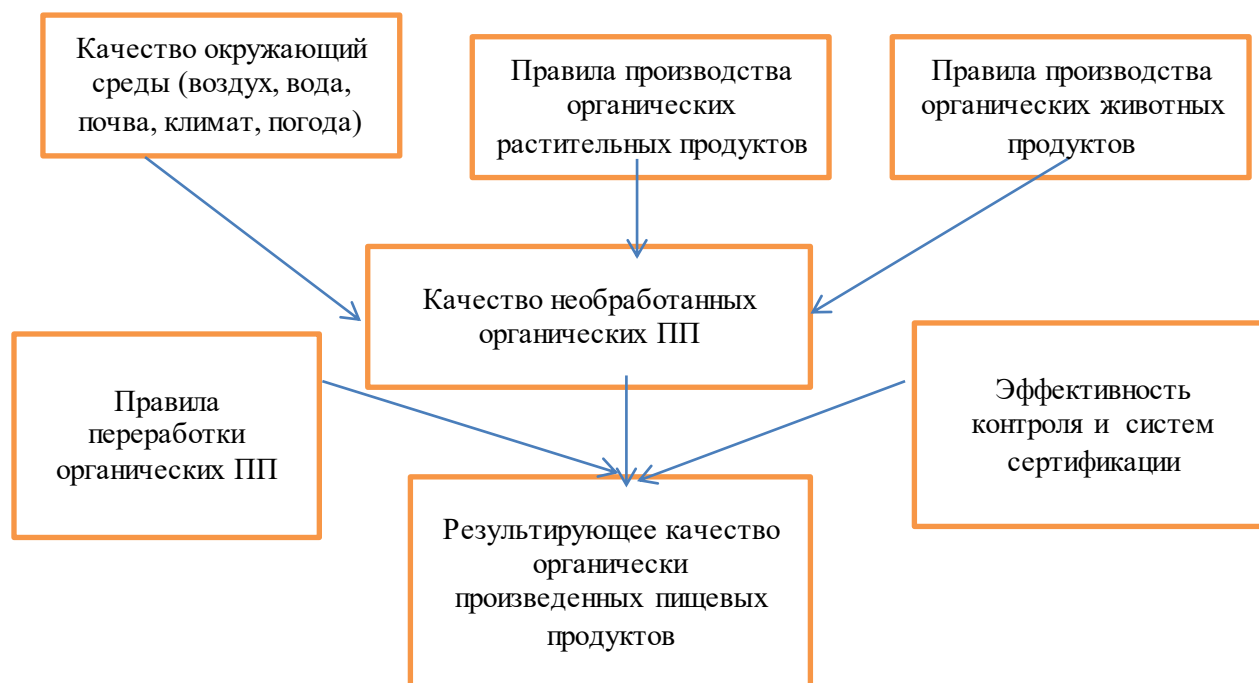 Качество окружающий
среды (воздух, вода,
почва, климат, погода)
Правила производства
органических
растительных продуктов
Правила производства
органических животных
продуктов
Качество необработанных
органических ПП
Правила
переработки
органических ПП
Эффективность
контроля и систем
сертификации
Результирующее качество
органически
произведенных пищевых
продуктов